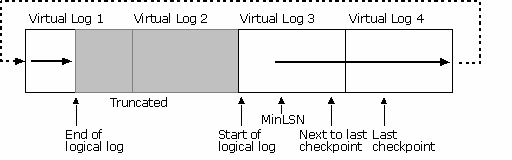 Virtual Log 1 Virtual Log 2 Virtual Log 3 Virtual Log 4
Truncated
MinLSN
End of logical log
Start of logical log
Next to last checkpoint
Last checkpoint